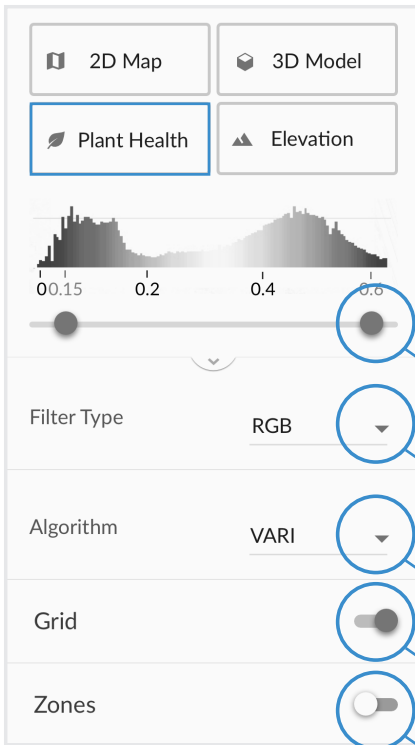 2D Map 3D Model
Plant Health Elevation
0 0.15 0.2 0.4 0.6
Filter Type RGB
Algorithm VARI
Grid
Zones